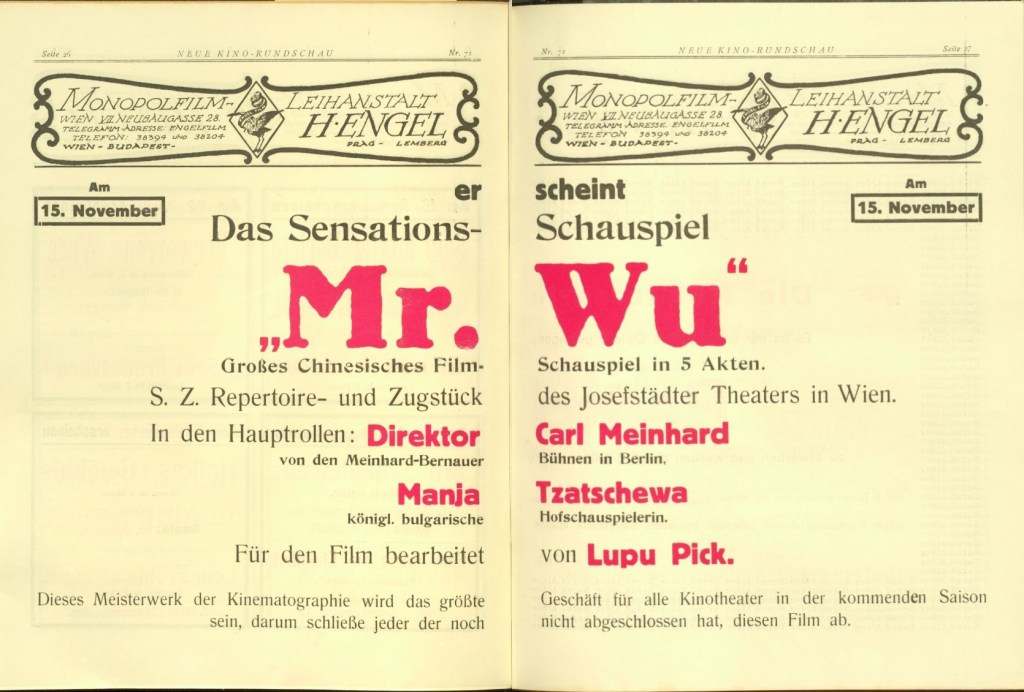 Seite 26 NEUE KINO-RUNDSCHAU Nr. 71
Nr. 71 NEUE KINO-RUNDSCHAU Seite 27
MONOPOLFILM- LEIHANSTALT
WIEN VII. NEUBAUGASSE 28. H·ENGEL
TELEGRAMM-ADRESSE: ENGELFILM
TELEFON: 38394 und 38204
WIEN - BUDAPEST - PRAG - LEMBERG
MONOPOLFILM- LEIHANSTALT
WIEN VII. NEUBAUGASSE 28. H·ENGEL
TELEGRAMM-ADRESSE: ENGELFILM
TELEFON: 38394 und 38204
WIEN - BUDAPEST - PRAG - LEMBERG
Am
15. November
er scheint
Am
15. November
Das Sensations- Schauspiel
„Mr. Wu“
Großes Chinesisches Film- Schauspiel in 5 Akten.
S. Z. Repertoire- und Zugstück des Josefstädter Theaters in Wien.
In den Hauptrollen: Direktor Carl Meinhard
von den Meinhard-Bernauer Bühnen in Berlin,
Manja Tzatschewa
königl. bulgarische Hofschauspielerin.
Für den Film bearbeitet von Lupu Pick.
Dieses Meisterwerk der Kinematographie wird das größte Geschäft für alle Kinotheater in der kommenden Saison
sein, darum schließe jeder der noch nicht abgeschlossen hat, diesen Film ab.